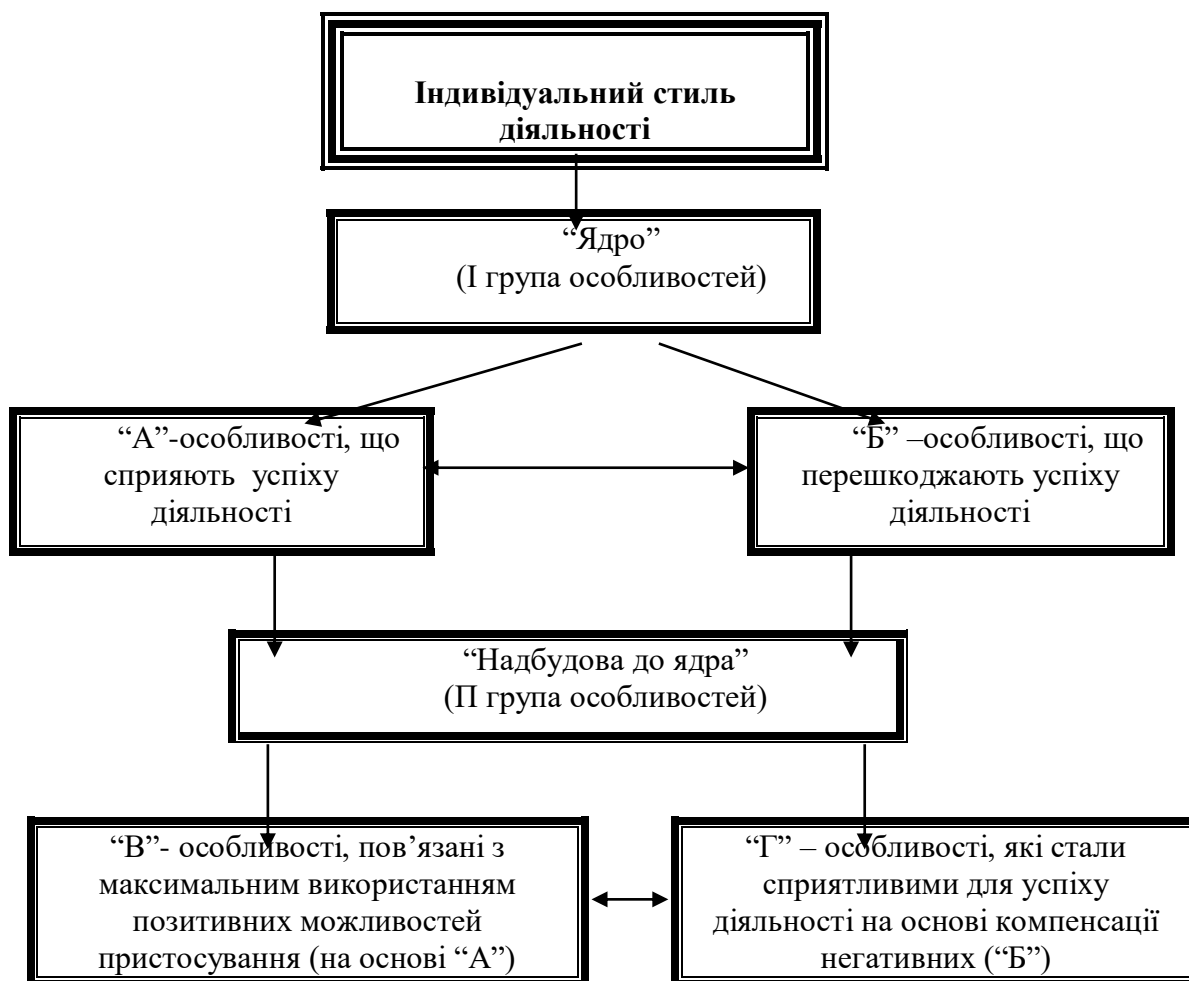 Індивідуальний стиль
діяльності
“Ядро”
(І група особливостей)
“А”-особливості, що
сприяють успіху
діяльності
“Б” –особливості, що
перешкоджають успіху
діяльності
“Надбудова до ядра”
(П група особливостей)
“В”- особливості, пов’язані з
максимальним використанням
позитивних можливостей
пристосування (на основі “А”)
“Г” – особливості, які стали
сприятливими для успіху
діяльності на основі компенсації
негативних (“Б”)